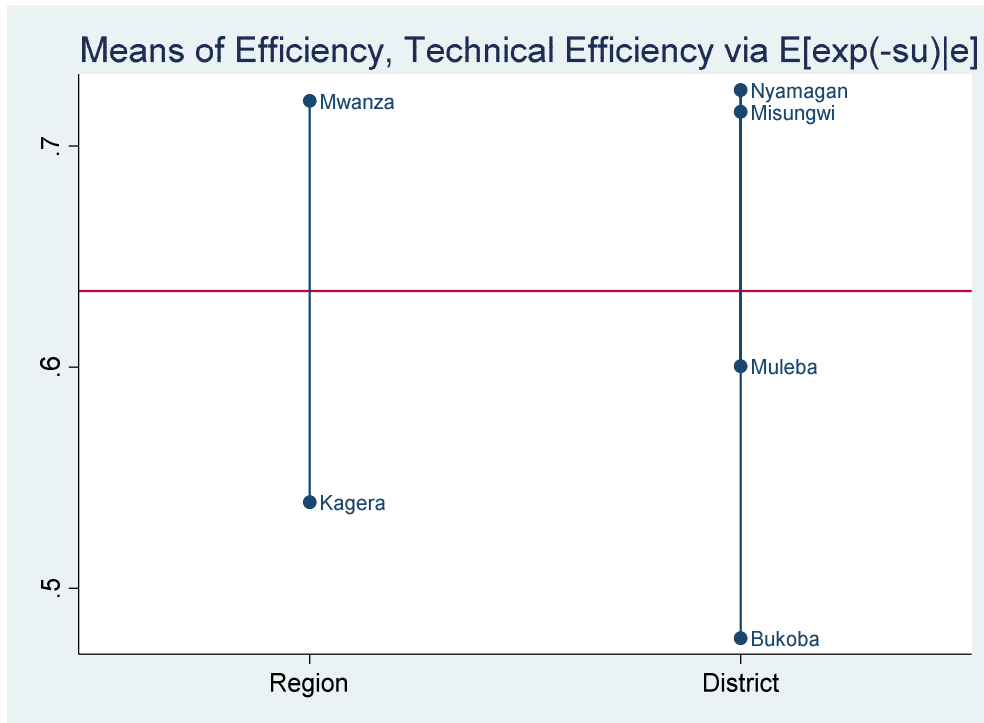 Means of Efficiency, Technical Efficiency via E[exp(-su)|e]
.7
.6
.5
Mwanza
Kagera
Nyamagan
Misungwi
Muleba
Bukoba
Region
District